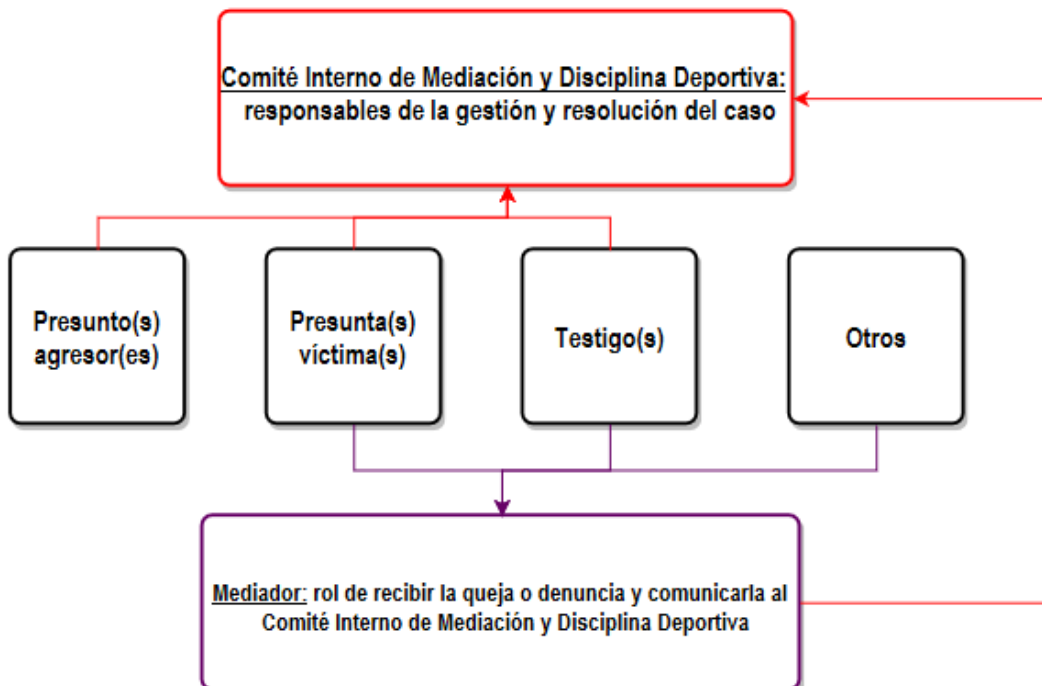 Comité Interno de Mediación y Disciplina Deportiva:
responsables de la gestión y resolución del caso
Presunto(s)
agresor(es)
Presunta(s)
víctima(s)
Testigo(s)
Otros
Mediador: rol de recibir la queja o denuncia y comunicarla al
Comité Interno de Mediación y Disciplina Deportiva